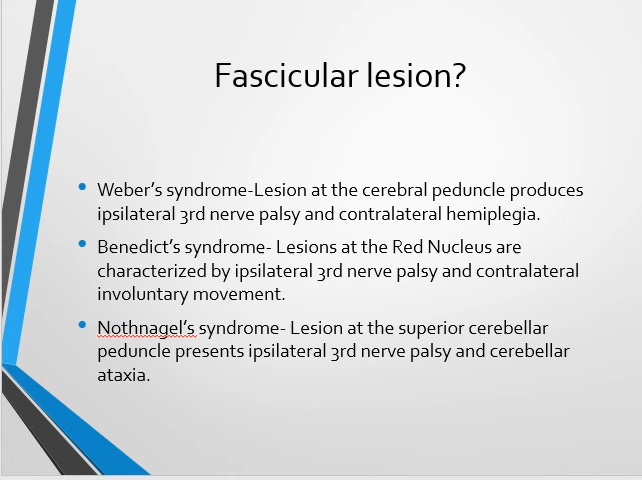 Fascicular lesion?
• Weber's syndrome-Lesion at the cerebral peduncle produces
ipsilateral 3rd nerve palsy and contralateral hemiplegia.
• Benedict's syndrome- Lesions at the Red Nucleus are
characterized by ipsilateral 3rd nerve palsy and contralateral
involuntary movement.
• Nothnagel's syndrome- Lesion at the superior cerebellar
peduncle presents ipsilateral 3rd nerve palsy and cerebellar
ataxia.